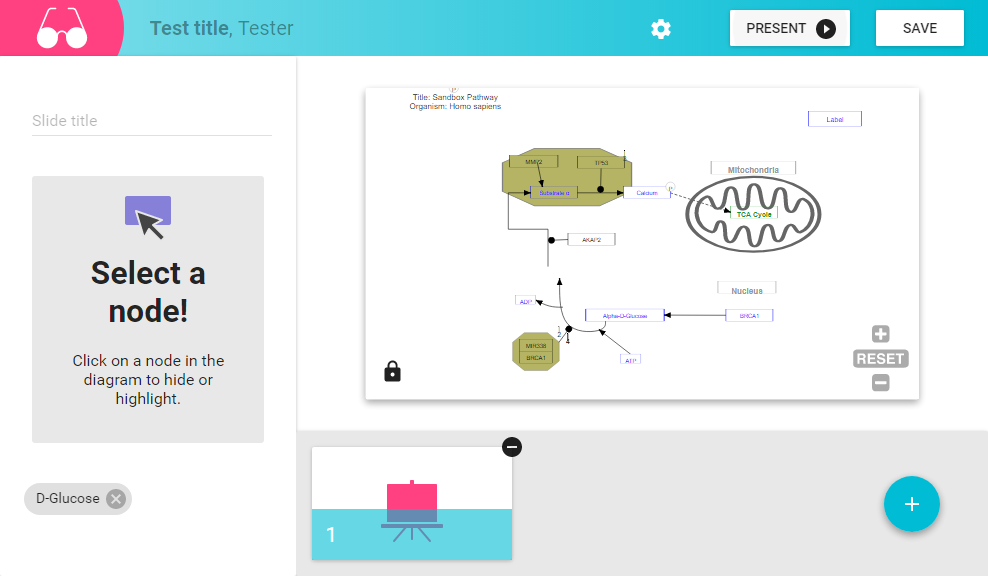 Test title, Tester
PRESENT
SAVE
Slide title
Select a
node!
Click on a node in the
diagram to hide or
highlight.
D-Glucose
Title: Sandbox Pathway
Organism: Homo sapiens
Label
MMP2
TP53
Substrate α
Calcium
P
Mitochondria
TCA Cycle
AKAP2
ADP
Alpha-D-Glucose
Nucleus
BRCA1
MIR33B
BRCA1
ATP
RESET
1